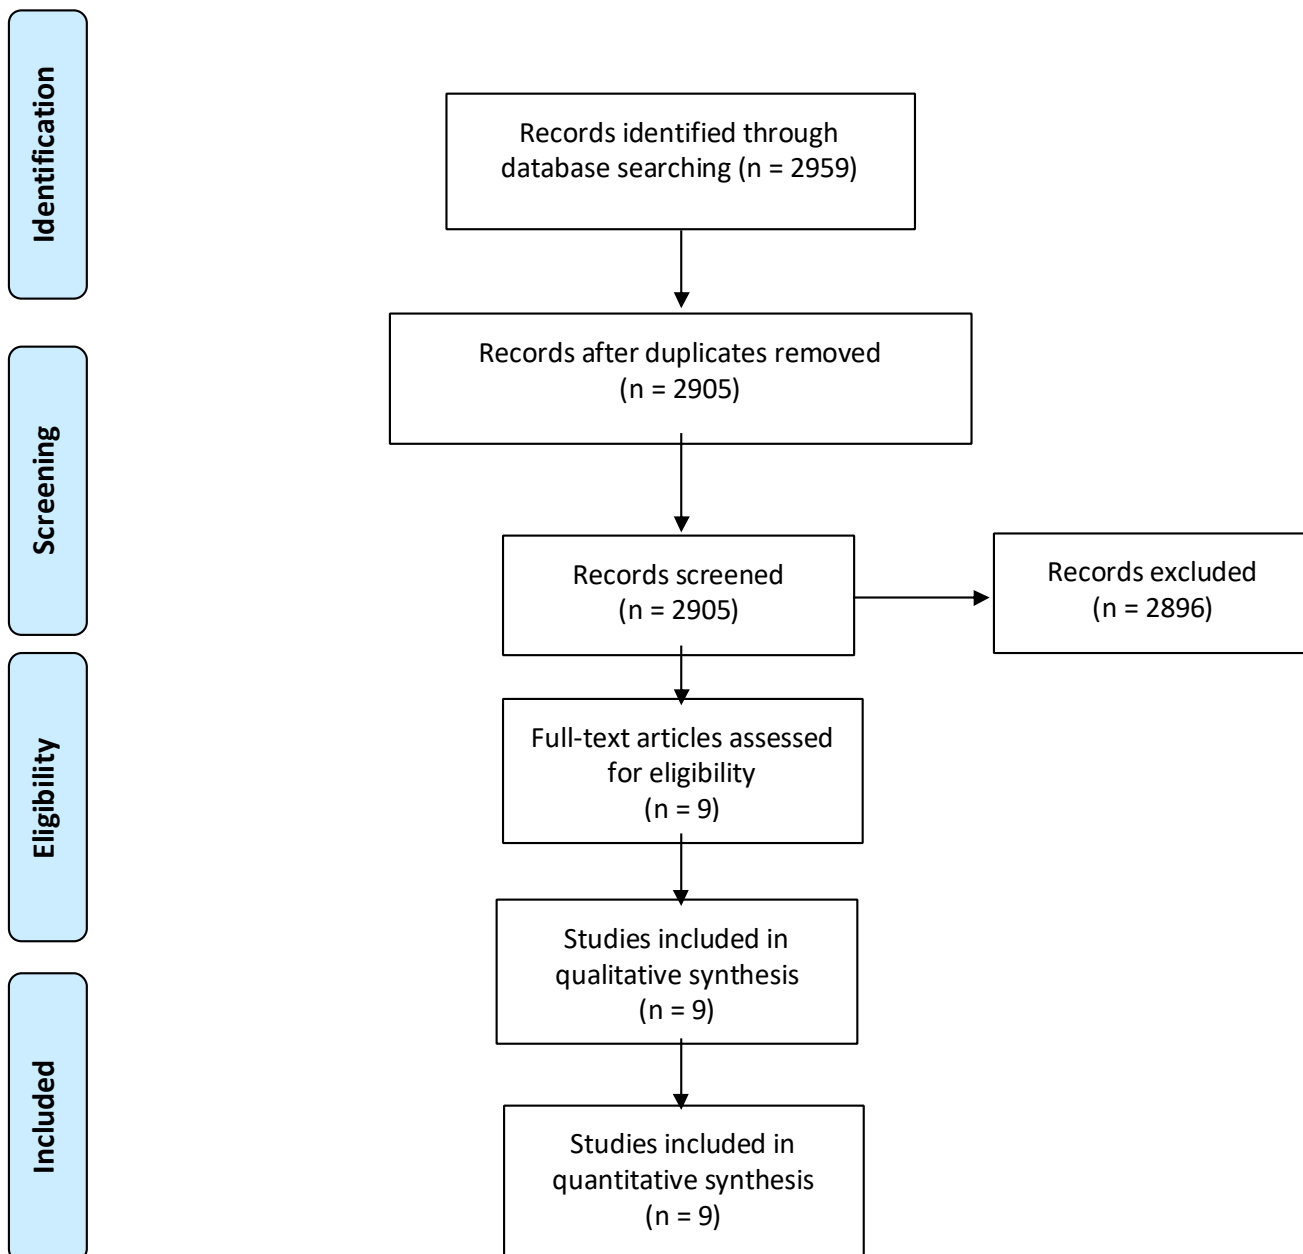 Identification
Records identified through
database searching (n = 2959)
Records after duplicates removed
(n = 2905)
Screening
Records screened
(n = 2905)
Records excluded
(n = 2896)
Eligibility
Full-text articles assessed
for eligibility
(n = 9)
Studies included in
qualitative synthesis
(n = 9)
Included
Studies included in
quantitative synthesis
(n = 9)